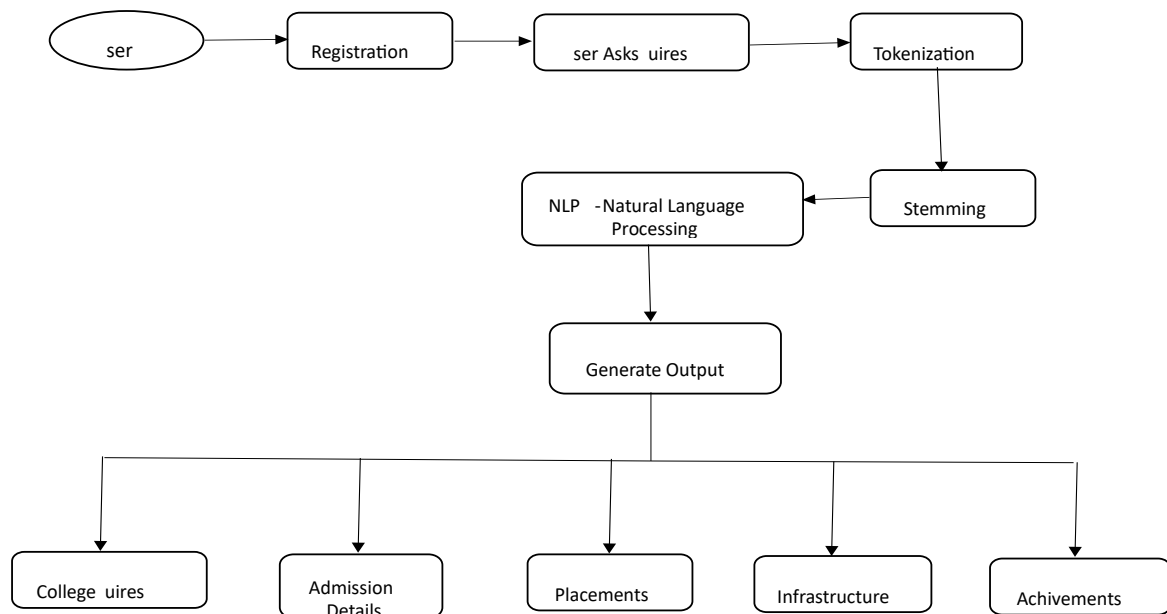 ser
Registration
ser Asks uires
Tokenization
NLP -Natural Language
Processing
Stemming
Generate Output
College uires
Admission
Details
Placements
Infrastructure
Achivements